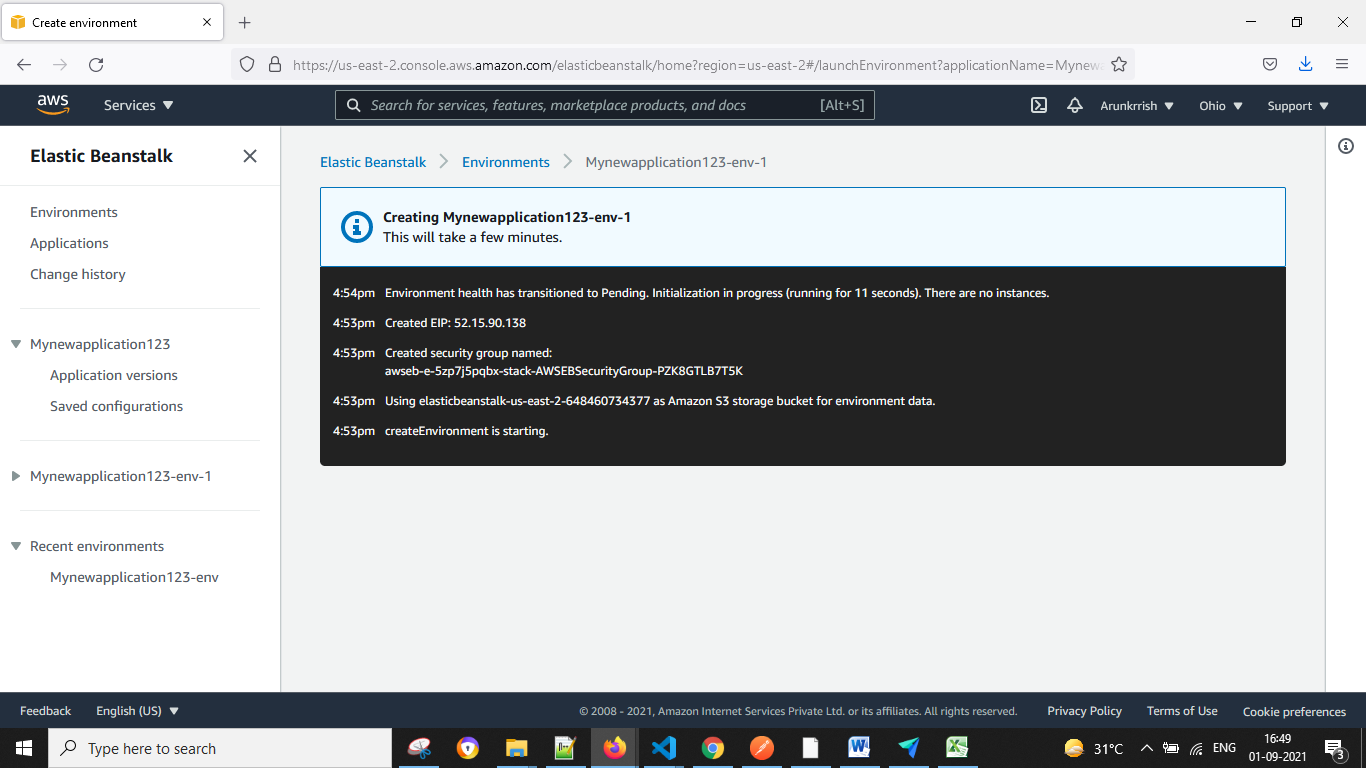 Create environment
https://us-east-2.console.aws.amazon.com/elasticbeanstalk/home?region=us-east-2#/launchEnvironment?applicationName=Mynew
aws
Services
Search for services, features, marketplace products, and docs
[Alt+S]
Arunkrrish
Ohio
Support
Elastic Beanstalk
Environments
Applications
Change history
Mynewapplication123
Application versions
Saved configurations
Mynewapplication123-env-1
Recent environments
Mynewapplication123-env
Elastic Beanstalk
Environments
Mynewapplication123-env-1
Creating Mynewapplication123-env-1
This will take a few minutes.
4:54pm Environment health has transitioned to Pending. Initialization in progress (running for 11 seconds). There are no instances.
4:53pm Created EIP: 52.15.90.138
4:53pm Created security group named:
awseb-e-5zp7j5pqbx-stack-AWSEBSecurityGroup-PZK8GTLB7T5K
4:53pm Using elasticbeanstalk-us-east-2-648460734377 as Amazon S3 storage bucket for environment data.
4:53pm createEnvironment is starting.
Feedback
English (US)
© 2008 - 2021, Amazon Internet Services Private Ltd. or its affiliates. All rights reserved.
Privacy Policy
Terms of Use
Cookie preferences
Type here to search
31°C
ENG
16:49
01-09-2021
3